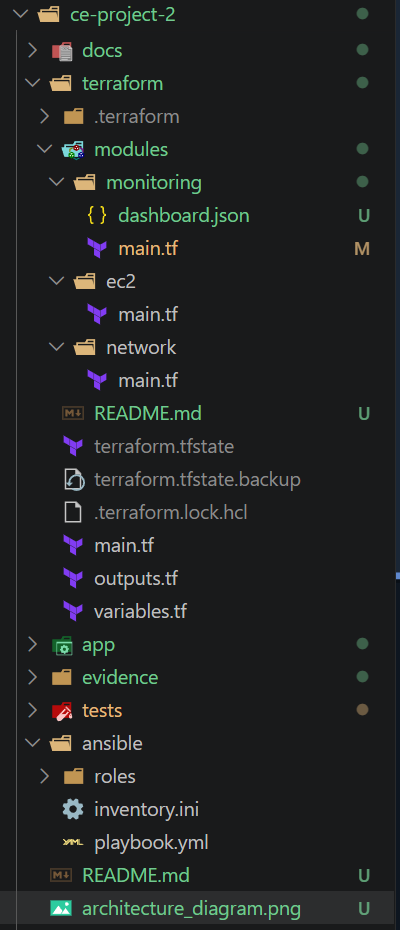 ce-project-2
docs
terraform
.terraform
modules
monitoring
{} dashboard.json U
main.tf M
ec2
main.tf
network
main.tf
M↓ README.md U
terraform.tfstate
terraform.tfstate.backup
.terraform.lock.hcl
main.tf
outputs.tf
variables.tf
app
evidence
tests
ansible
roles
inventory.ini
YAML playbook.yml
M↓ README.md U
architecture_diagram.png U